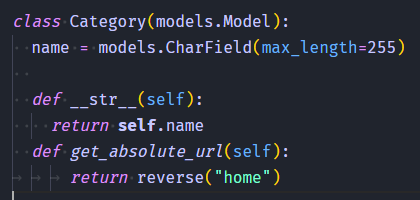 class Category(models.Model):
  name = models.CharField(max_length=255)

  def __str__(self):
    return self.name
  def get_absolute_url(self):
      return reverse("home")